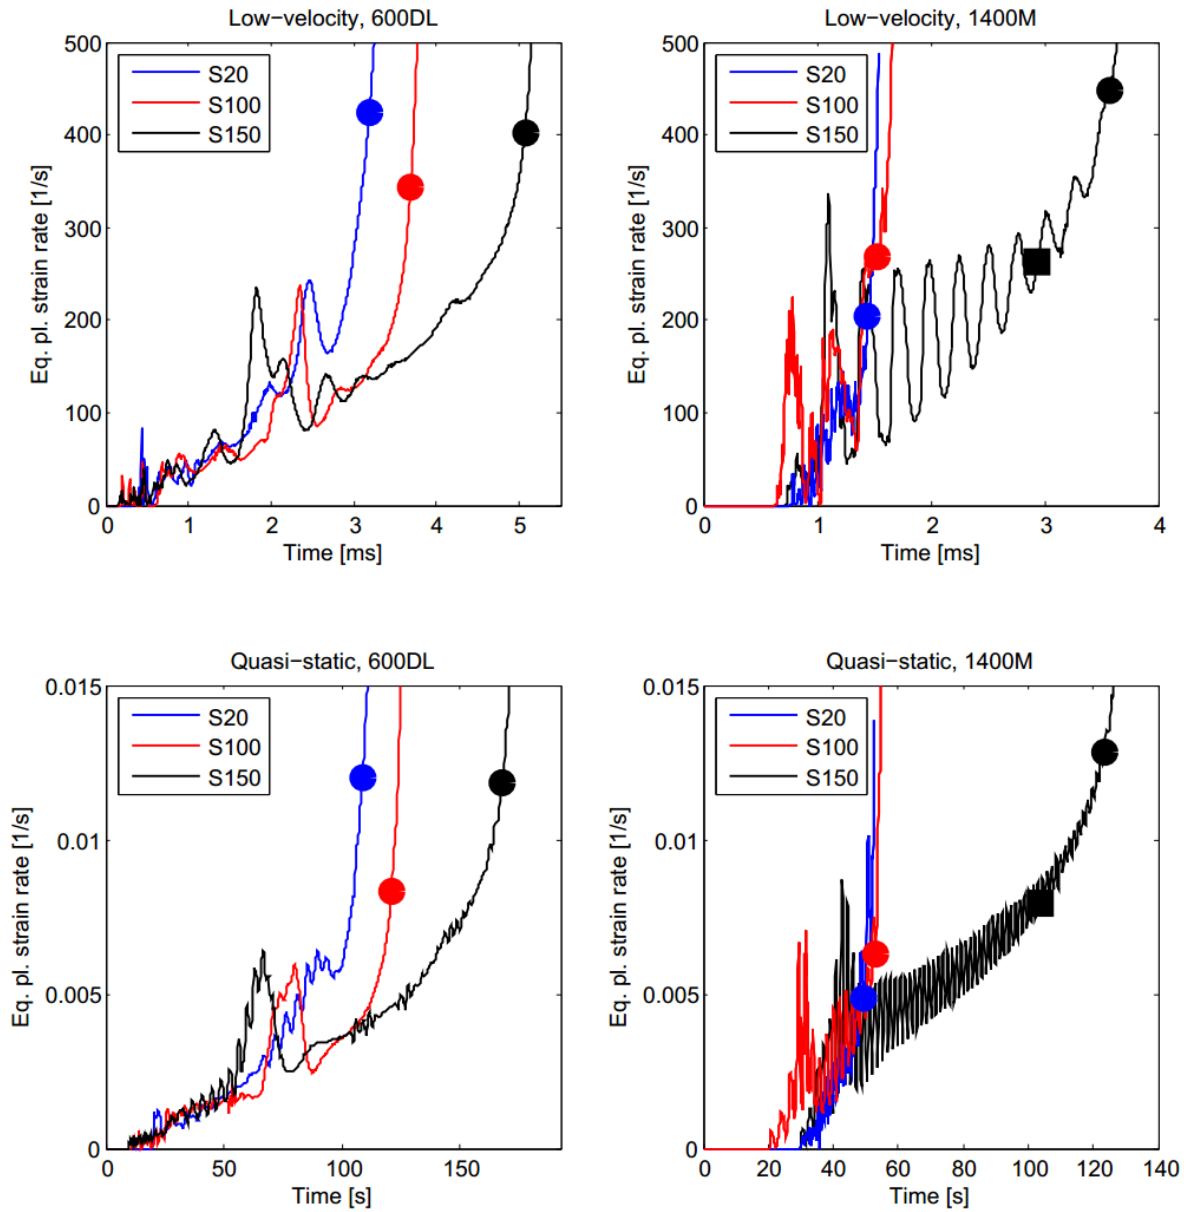 Low−velocity, 600DL
500
400
300
200
100
0
Eq. pl. strain rate [1/s]
S20
S100
S150
0 1 2 3 4 5
Time [ms]
Low−velocity, 1400M
500
400
300
200
100
0
Eq. pl. strain rate [1/s]
S20
S100
S150
0 1 2 3 4
Time [ms]
Quasi−static, 600DL
0.015
0.01
0.005
0
Eq. pl. strain rate [1/s]
S20
S100
S150
0 50 100 150
Time [s]
Quasi−static, 1400M
0.015
0.01
0.005
0
Eq. pl. strain rate [1/s]
S20
S100
S150
0 20 40 60 80 100 120 140
Time [s]